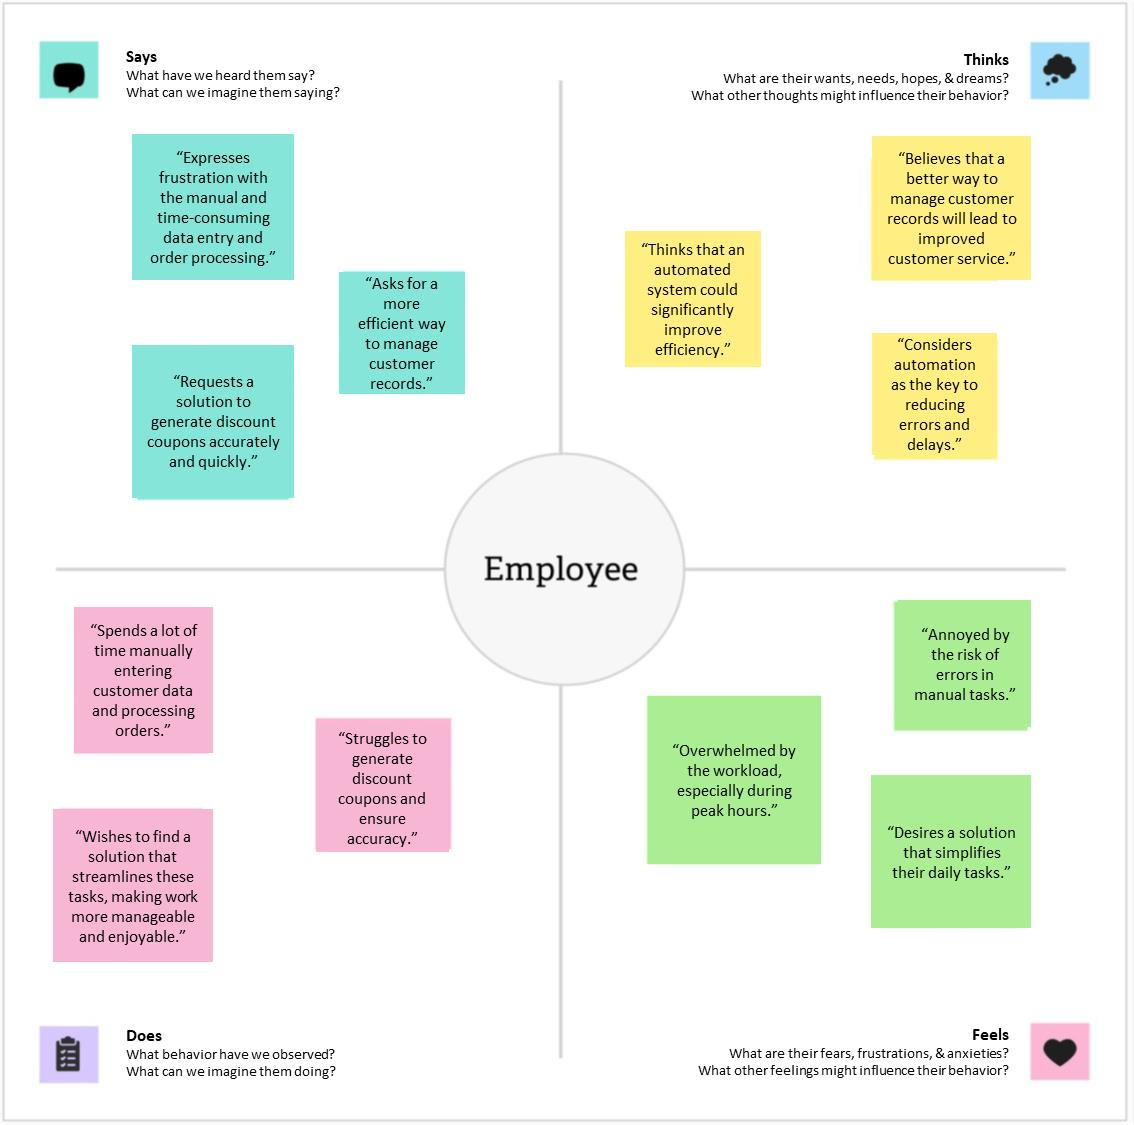 Says
What have we heard them say?
What can we imagine them saying?
Thinks
What are their wants, needs, hopes, & dreams?
What other thoughts might influence their behavior?
“Expresses
frustration with
the manual and
time-consuming
data entry and
order processing.”
“Asks for a
more
efficient way
to manage
customer
records.”
“Requests a
solution to
generate discount
coupons accurately
and quickly.”
“Believes that a
better way to
manage customer
records will lead to
improved
customer service.”
“Thinks that an
automated
system could
significantly
improve
efficiency.”
“Considers
automation
as the key to
reducing
errors and
delays.”
Employee
“Spends a lot of
time manually
entering
customer data
and processing
orders.”
“Struggles to
generate
discount
coupons and
ensure
accuracy.”
“Wishes to find a
solution that
streamlines these
tasks, making work
more manageable
and enjoyable.”
“Annoyed by
the risk of
errors in
manual tasks.”
“Overwhelmed by
the workload,
especially during
peak hours.”
“Desires a solution
that simplifies
their daily tasks.”
Does
What behavior have we observed?
What can we imagine them doing?
Feels
What are their fears, frustrations, & anxieties?
What other feelings might influence their behavior?